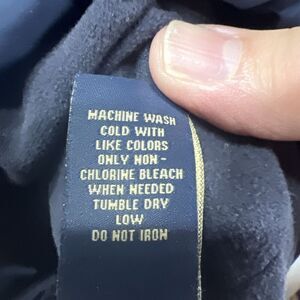 MACHINE WASH
COLD WITH
LIKE COLORS
ONLY NON -
CHLORINE BLEACH
WHEN NEEDED
TUMBLE DRY
LOW
DO NOT IRON